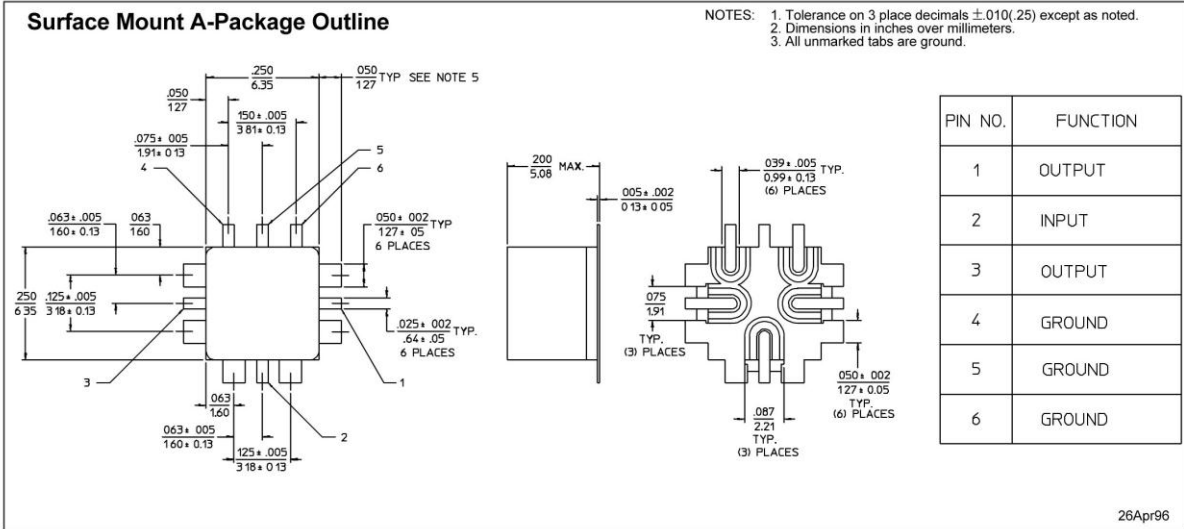 Surface Mount A-Package Outline
NOTES: 1. Tolerance on 3 place decimals ±.010(.25) except as noted.
2. Dimensions in inches over millimeters.
3. All unmarked tabs are ground.
.250
6.35
.050
127
TYP SEE NOTE 5
.050
127
150± .005
3 81± 0.13
.075± 005
1.91± 0 13
4
5
6
.063± .005
160± 0.13
063
160
050± 002
127± 05
TYP
6 PLACES
250
6 35
.125± .005
3 18± 0.13
.025± 002
.64± .05
TYP.
6 PLACES
3
1
2
063
1.60
063± .005
160± 0.13
125± .005
3 18± 0 13
200
5.08
MAX.
005± .002
0 13± 0 05
039± .005
0.99± 0.13
TYP.
(6) PLACES
075
1.91
TYP.
(3) PLACES
.087
2.21
TYP.
(3) PLACES
050± 002
127± 0.05
TYP.
(6) PLACES
PIN NO. FUNCTION
1 OUTPUT
2 INPUT
3 OUTPUT
4 GROUND
5 GROUND
6 GROUND
26Apr96